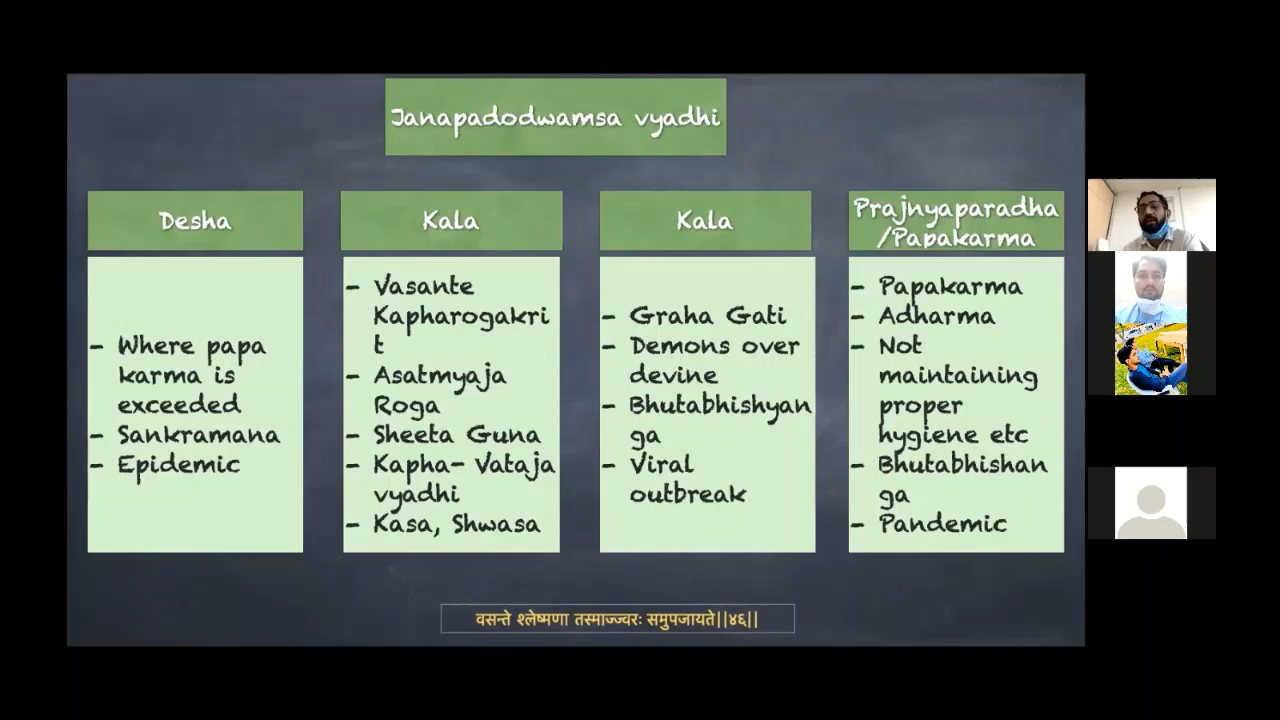 Janapadodwamsa vyadhi
Desha
- Where papa
karma is
exceeded
- Sankramana
- Epidemic
Kala
- Vasante
Kapharogakri
t
- Asatmyaja
Roga
- Sheeta Guna
- Kapha- Vataja
vyadhi
- Kasa, Shwasa
Kala
- Graha Gati
- Demons over
devine
- Bhutabhishyan
ga
- Viral
outbreak
Prajnyaparadha
/Papakarma
- Papakarma
- Adharma
- Not
maintaining
proper
hygiene etc
- Bhutabhishan
ga
- Pandemic
वसन्ते श्लेष्मणा तस्माज्ज्वरः समुपजायते||४६||